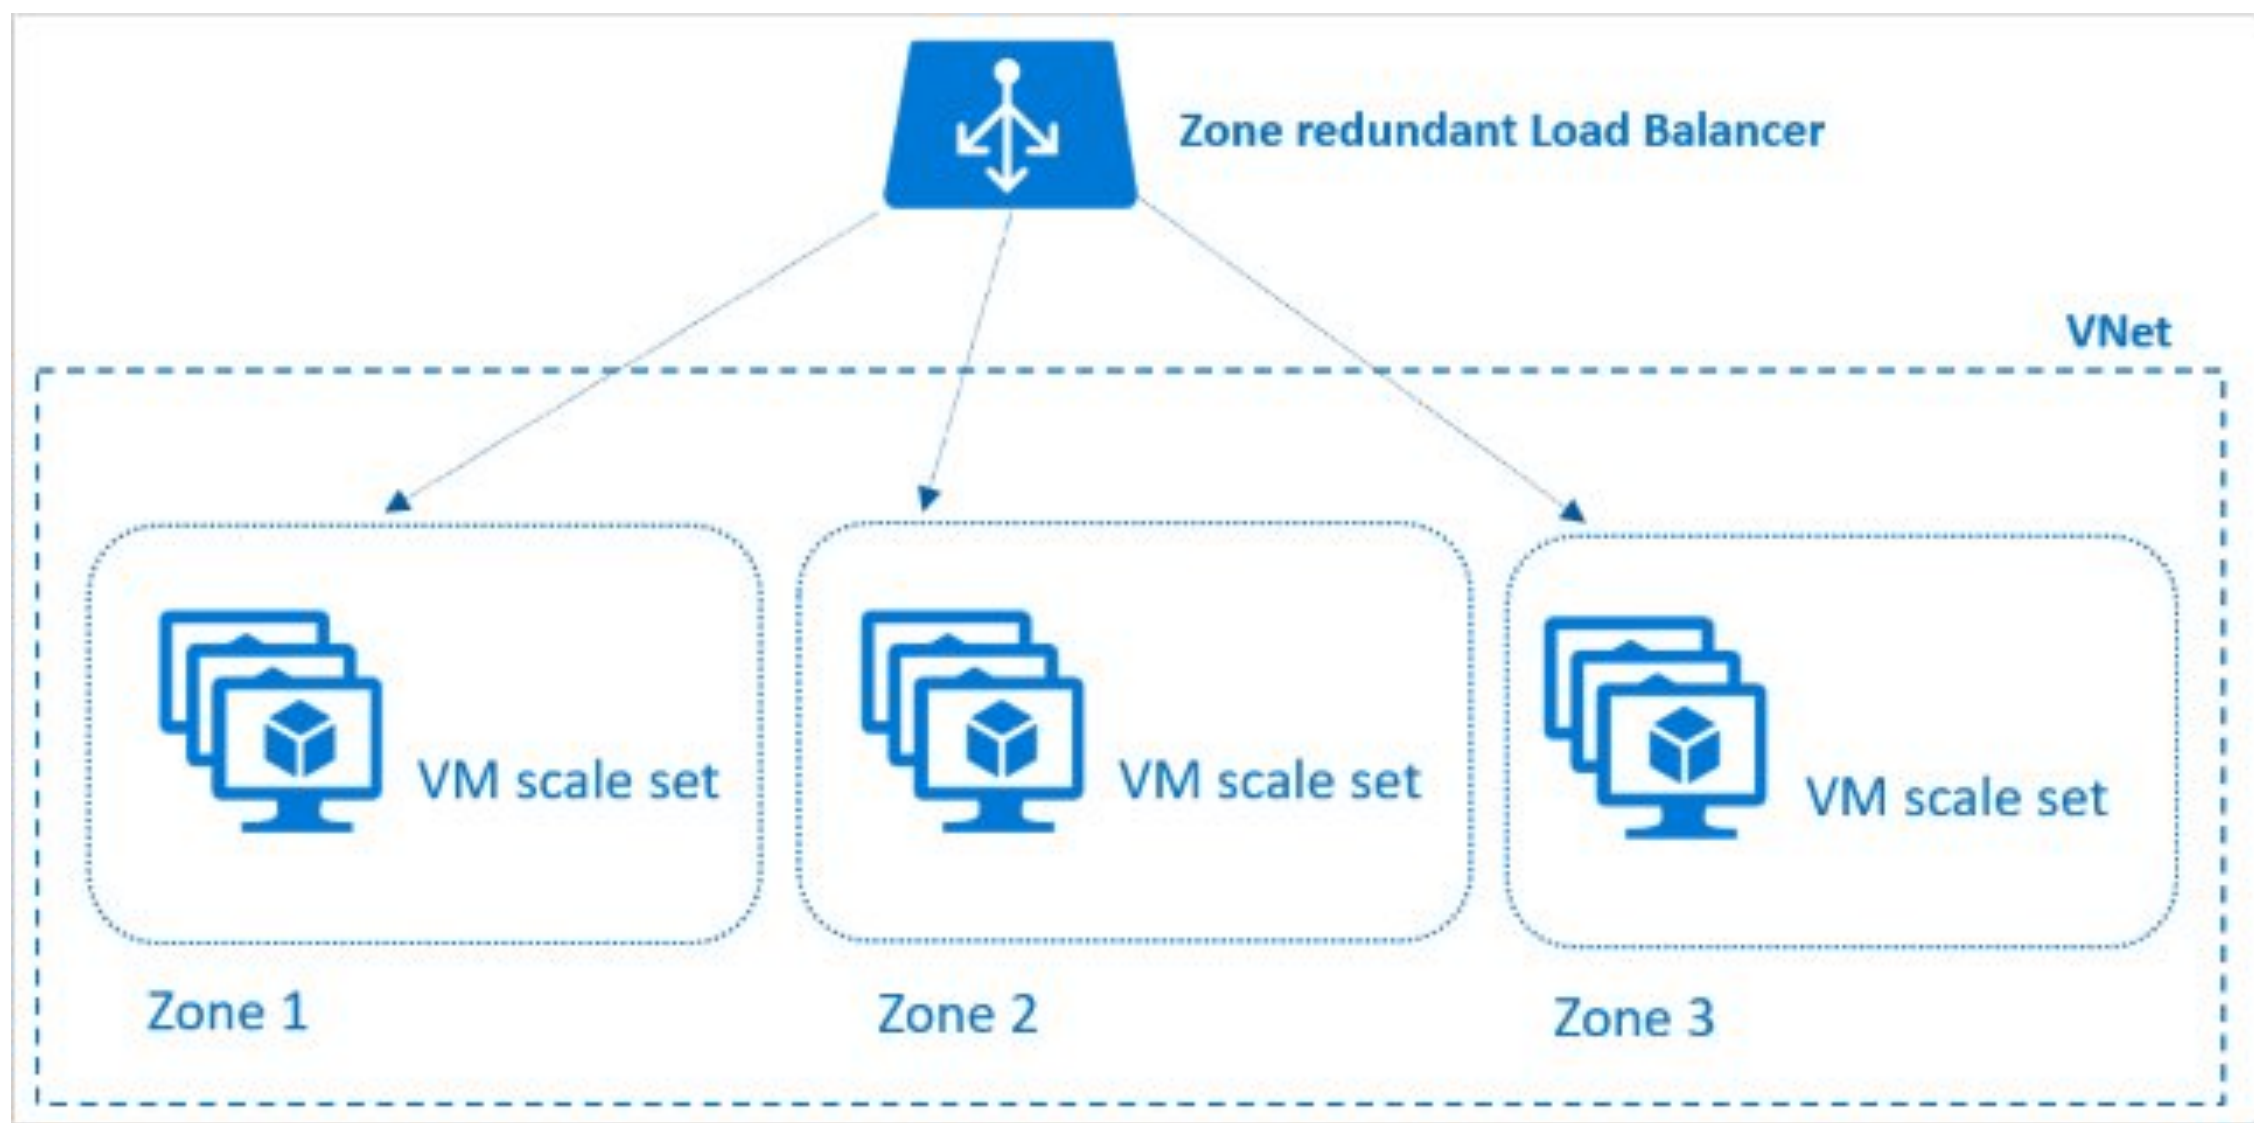 Zone redundant Load Balancer
VNet
VM scale set
VM scale set
VM scale set
Zone 1
Zone 2
Zone 3